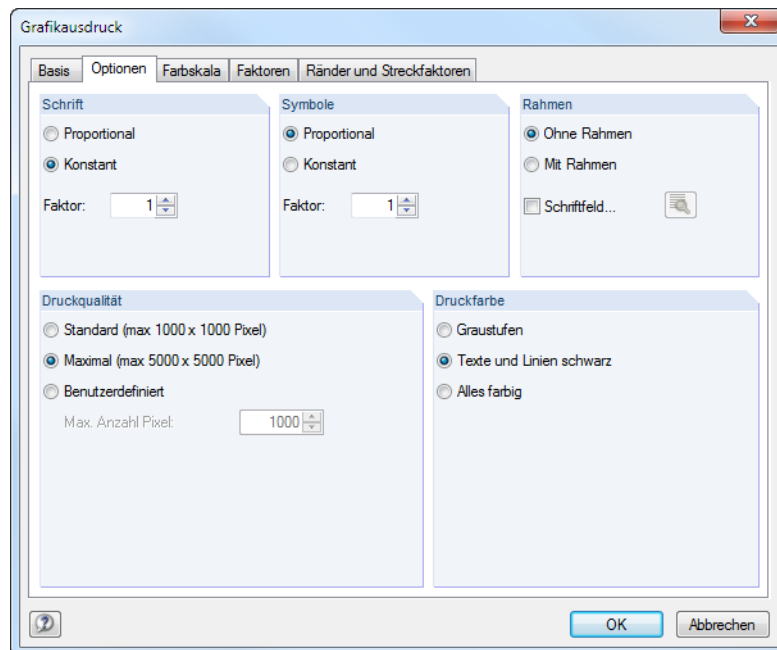 Grafikausdruck
Basis Optionen Farbskala Faktoren Ränder und Streckfaktoren
Schrift
Proportional
Konstant
Faktor: 1
Symbole
Proportional
Konstant
Faktor: 1
Rahmen
Ohne Rahmen
Mit Rahmen
Schriftfeld...
Druckqualität
Standard (max 1000 x 1000 Pixel)
Maximal (max 5000 x 5000 Pixel)
Benutzerdefiniert
Max. Anzahl Pixel: 1000
Druckfarbe
Graustufen
Texte und Linien schwarz
Alles farbig
OK Abbrechen